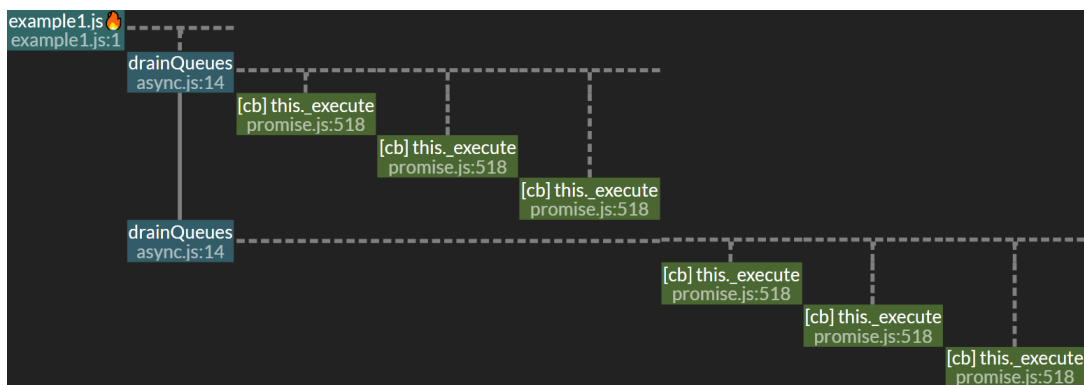 example1.js🔥
example1.js:1
drainQueues
async.js:14
[cb] this._execute
promise.js:518
[cb] this._execute
promise.js:518
[cb] this._execute
promise.js:518
drainQueues
async.js:14
[cb] this._execute
promise.js:518
[cb] this._execute
promise.js:518
[cb] this._execute
promise.js:518